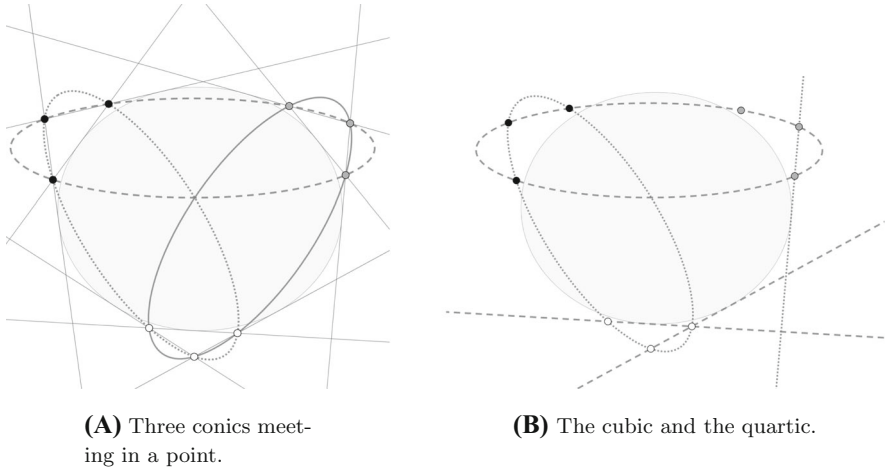 (A) Three conics meet-
ing in a point.
(B) The cubic and the quartic.